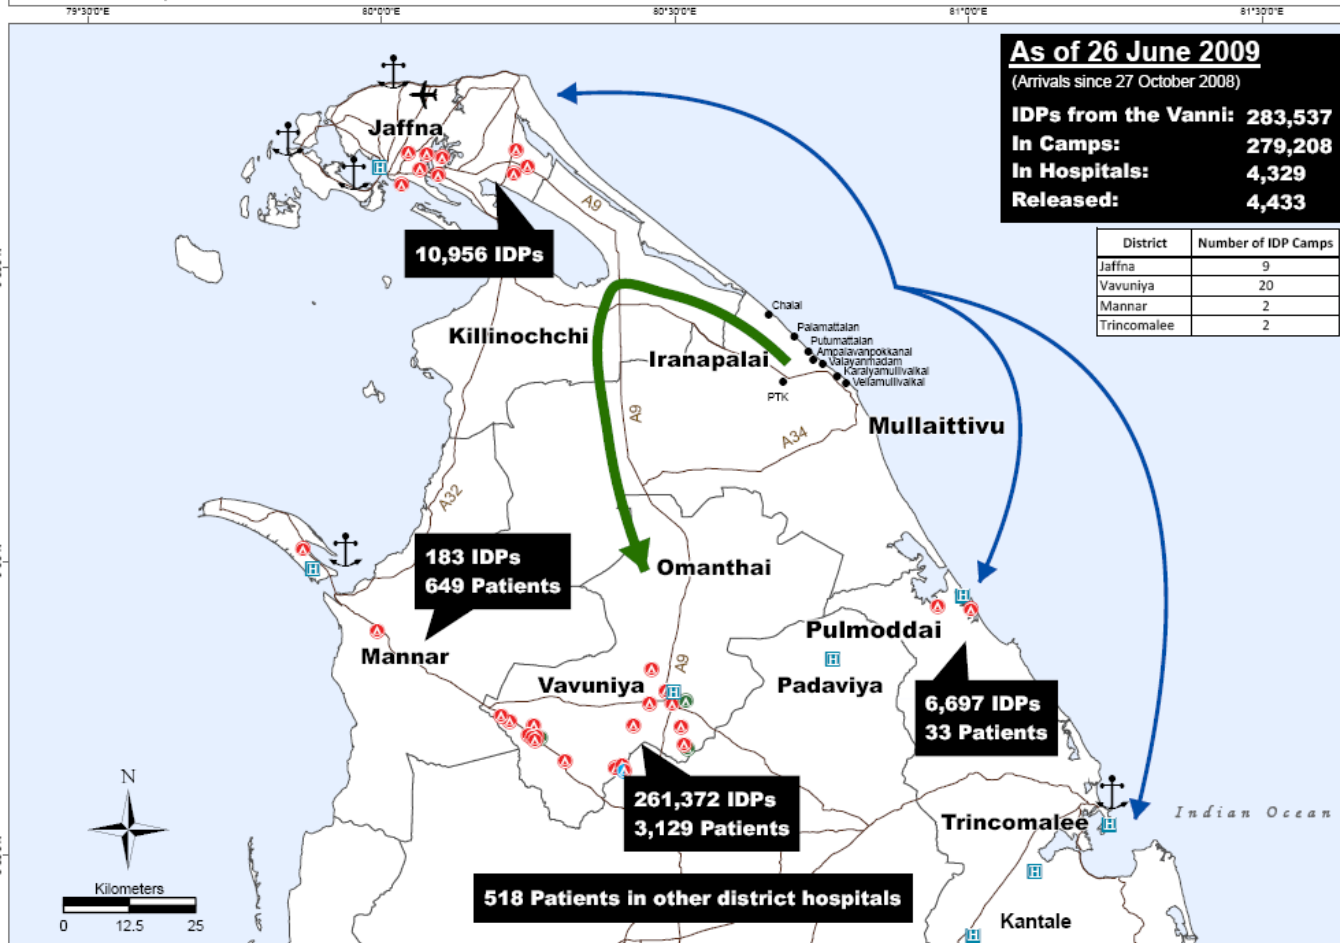 79°30'0"E
80°0'0"E
80°30'0"E
81°0'0"E
81°30'0"E
As of 26 June 2009
(Arrivals since 27 October 2008)
IDPs from the Vanni: 283,537
In Camps: 279,208
In Hospitals: 4,329
Released: 4,433
District Number of IDP Camps
Jaffna 9
Vavuniya 20
Mannar 2
Trincomalee 2
Jaffna
H
A9
10,956 IDPs
Chalai
Palamattalan
Putumattalan
Ampalavanpokkanai
Valayanmadam
Karaiyamullivaikal
Vellamullivaikal
Killinochchi
Iranapalai
PTK
A9
Mullaittivu
A34
A32
183 IDPs
649 Patients
H
Omanthai
H
Pulmoddai
Mannar
H
A9
Vavuniya
H
Padaviya
6,697 IDPs
33 Patients
N
261,372 IDPs
3,129 Patients
Indian Ocean
Trincomalee
H
H
Kilometers
0 12.5 25
518 Patients in other district hospitals
Kantale
H